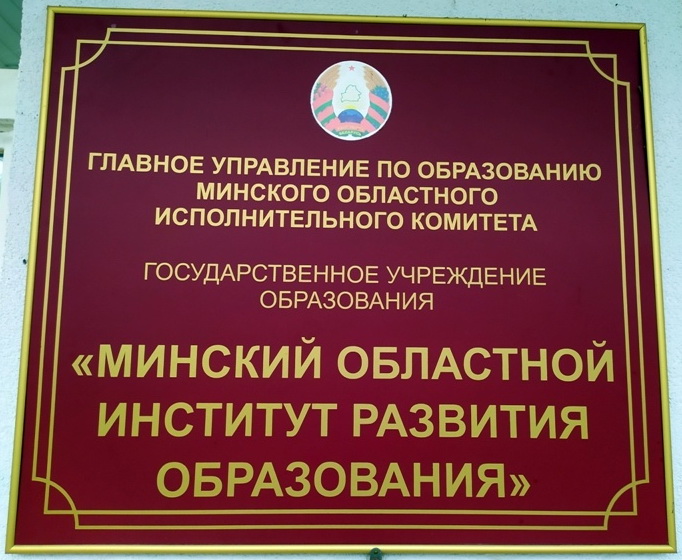 ГЛАВНОЕ УПРАВЛЕНИЕ ПО ОБРАЗОВАНИЮ
МИНСКОГО ОБЛАСТНОГО
ИСПОЛНИТЕЛЬНОГО КОМИТЕТА
ГОСУДАРСТВЕННОЕ УЧРЕЖДЕНИЕ
ОБРАЗОВАНИЯ
«МИНСКИЙ ОБЛАСТНОЙ
ИНСТИТУТ РАЗВИТИЯ
ОБРАЗОВАНИЯ»